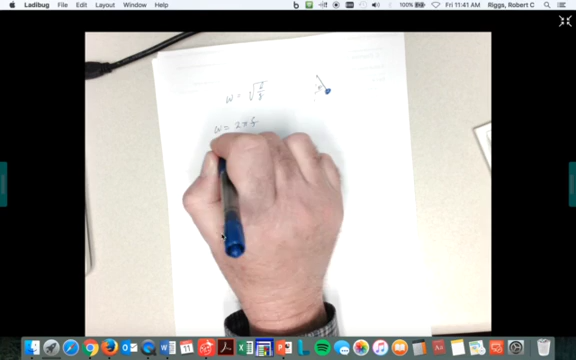 Ladibug File Edit Layout Window Help 100% Fri 11:41 AM Riggs, Robert C
ω = √
ω = 2πf